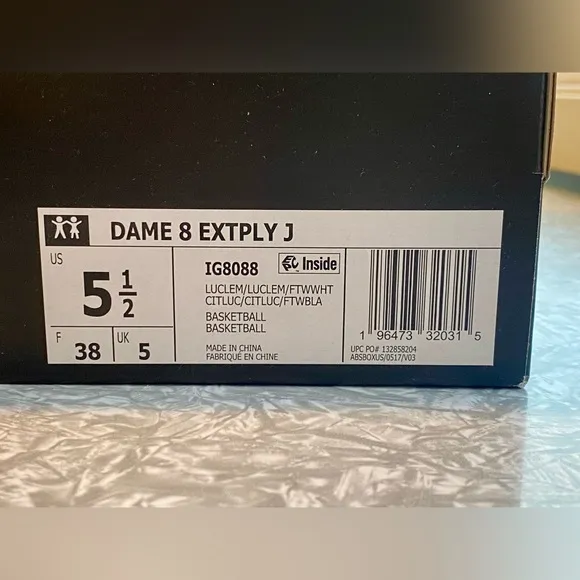 DAME 8 EXTPLY J
US
5 1/2
F
38
UK
5
IG8088
Inside
LUCLEM/LUCLEM/FTWWHT
CITLUC/CITLUC/FTWBLA
BASKETBALL
BASKETBALL
MADE IN CHINA
FABRIQUÉ EN CHINE
1 96473 32031 5
UPC PO# 132858204
ABSBOXUS/0517/V03